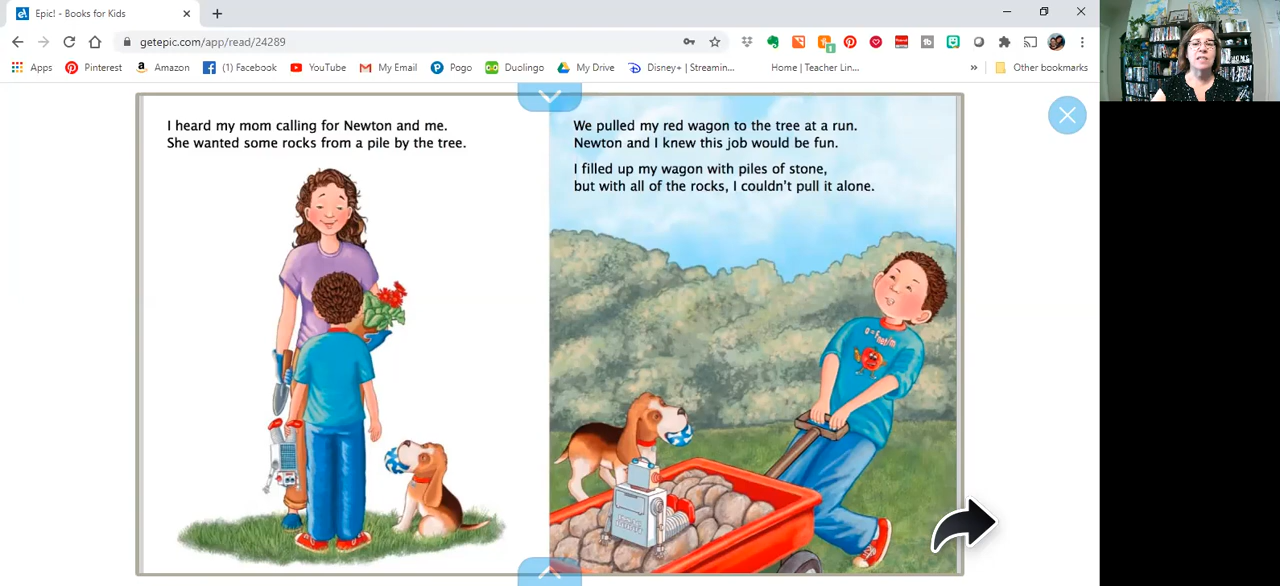 Epic! - Books for Kids
getepic.com/app/read/24289
Apps Pinterest Amazon (1) Facebook YouTube My Email Pogo Duolingo My Drive Disney+ | Streamin... Home | Teacher Lin... » Other bookmarks
I heard my mom calling for Newton and me.
She wanted some rocks from a pile by the tree.
We pulled my red wagon to the tree at a run.
Newton and I knew this job would be fun.
I filled up my wagon with piles of stone,
but with all of the rocks, I couldn't pull it alone.